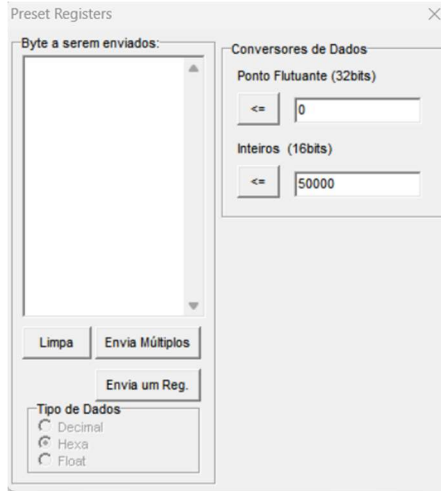 Preset Registers
Byte a serem enviados:
Limpa
Envia Múltiplos
Envia um Reg.
Tipo de Dados
Decimal
Hexa
Float
Conversores de Dados
Ponto Flutuante (32bits)
<= 0
Inteiros (16bits)
<= 50000